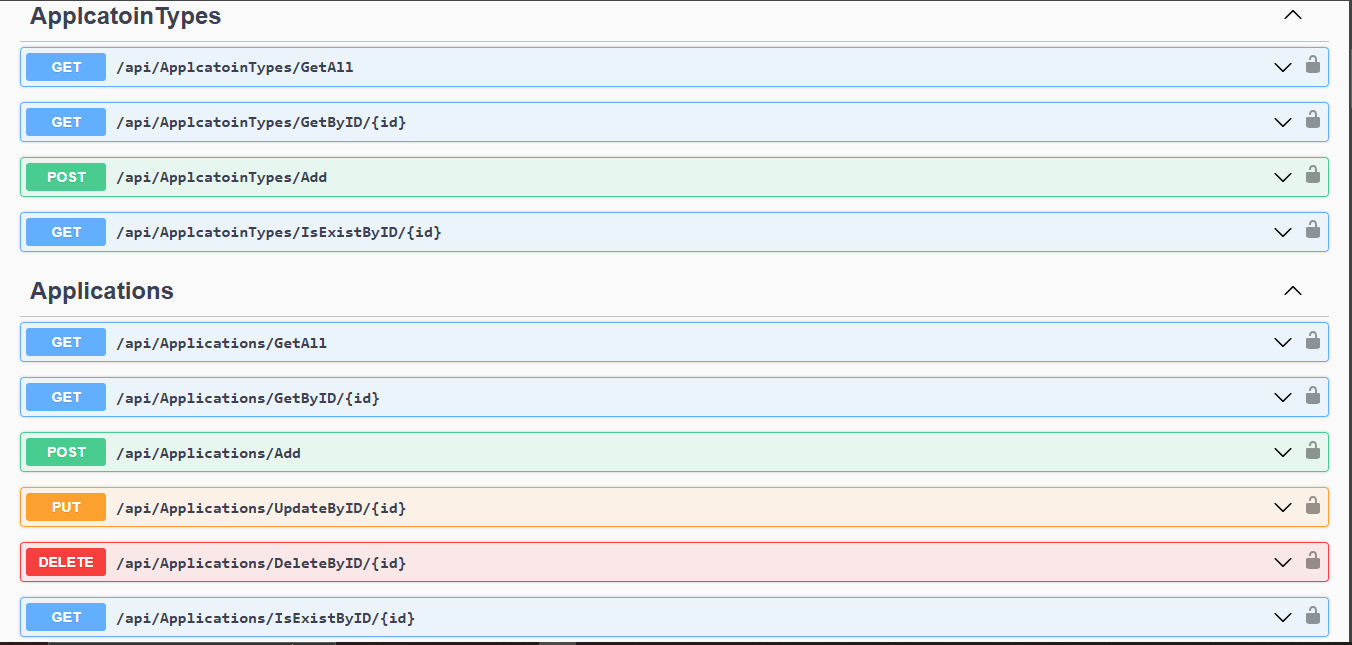 ApplcatoinTypes
GET /api/ApplcatoinTypes/GetAll
GET /api/ApplcatoinTypes/GetByID/{id}
POST /api/ApplcatoinTypes/Add
GET /api/ApplcatoinTypes/IsExistByID/{id}
Applications
GET /api/Applications/GetAll
GET /api/Applications/GetByID/{id}
POST /api/Applications/Add
PUT /api/Applications/UpdateByID/{id}
DELETE /api/Applications/DeleteByID/{id}
GET /api/Applications/IsExistByID/{id}